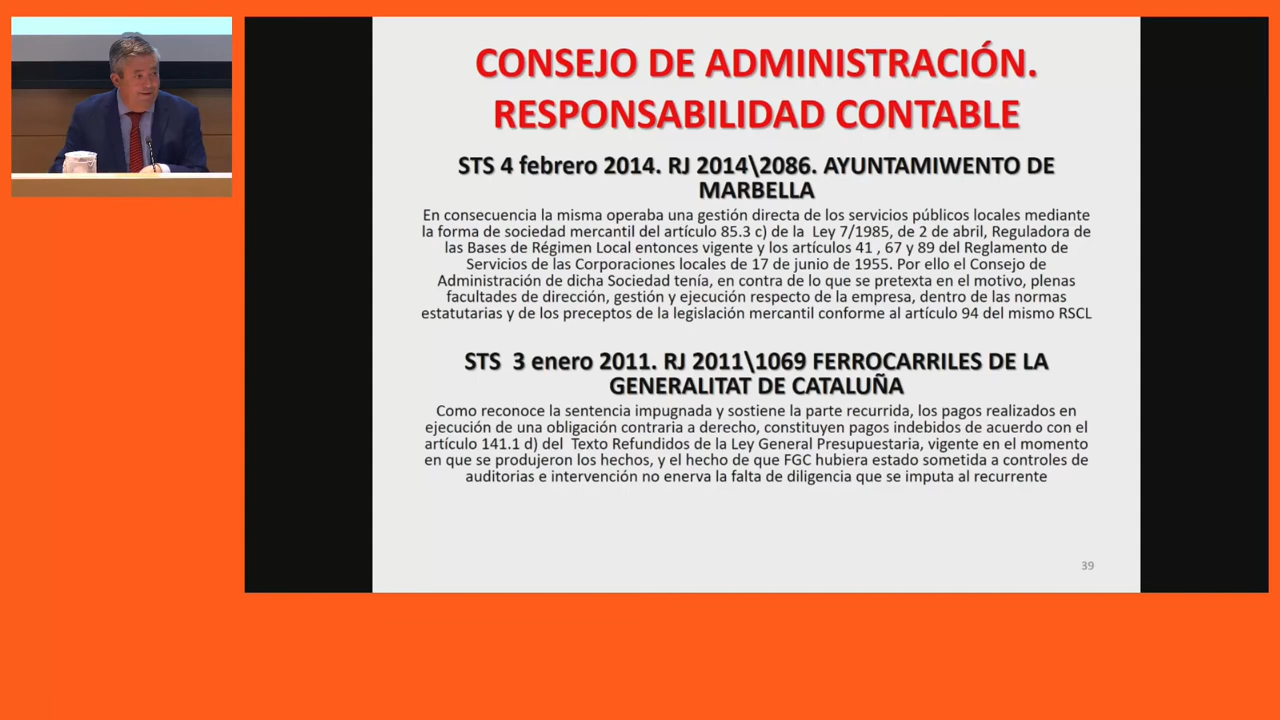 CONSEJO DE ADMINISTRACIÓN.
RESPONSABILIDAD CONTABLE
STS 4 febrero 2014. RJ 2014\2086. AYUNTAMIWENTO DE
MARBELLA
En consecuencia la misma operaba una gestión directa de los servicios públicos locales mediante
la forma de sociedad mercantil del artículo 85.3 c) de la Ley 7/1985, de 2 de abril, Reguladora de
las Bases de Régimen Local entonces vigente y los artículos 41 , 67 y 89 del Reglamento de
Servicios de las Corporaciones locales de 17 de junio de 1955. Por ello el Consejo de
Administración de dicha Sociedad tenía, en contra de lo que se pretexta en el motivo, plenas
facultades de dirección, gestión y ejecución respecto de la empresa, dentro de las normas
estatutarias y de los preceptos de la legislación mercantil conforme al artículo 94 del mismo RSCL
STS 3 enero 2011. RJ 2011\1069 FERROCARRILES DE LA
GENERALITAT DE CATALUÑA
Como reconoce la sentencia impugnada y sostiene la parte recurrida, los pagos realizados en
ejecución de una obligación contraria a derecho, constituyen pagos indebidos de acuerdo con el
artículo 141.1 d) del Texto Refundidos de la Ley General Presupuestaria, vigente en el momento
en que se produjeron los hechos, y el hecho de que FGC hubiera estado sometida a controles de
auditorias e intervención no enerva la falta de diligencia que se imputa al recurrente
39